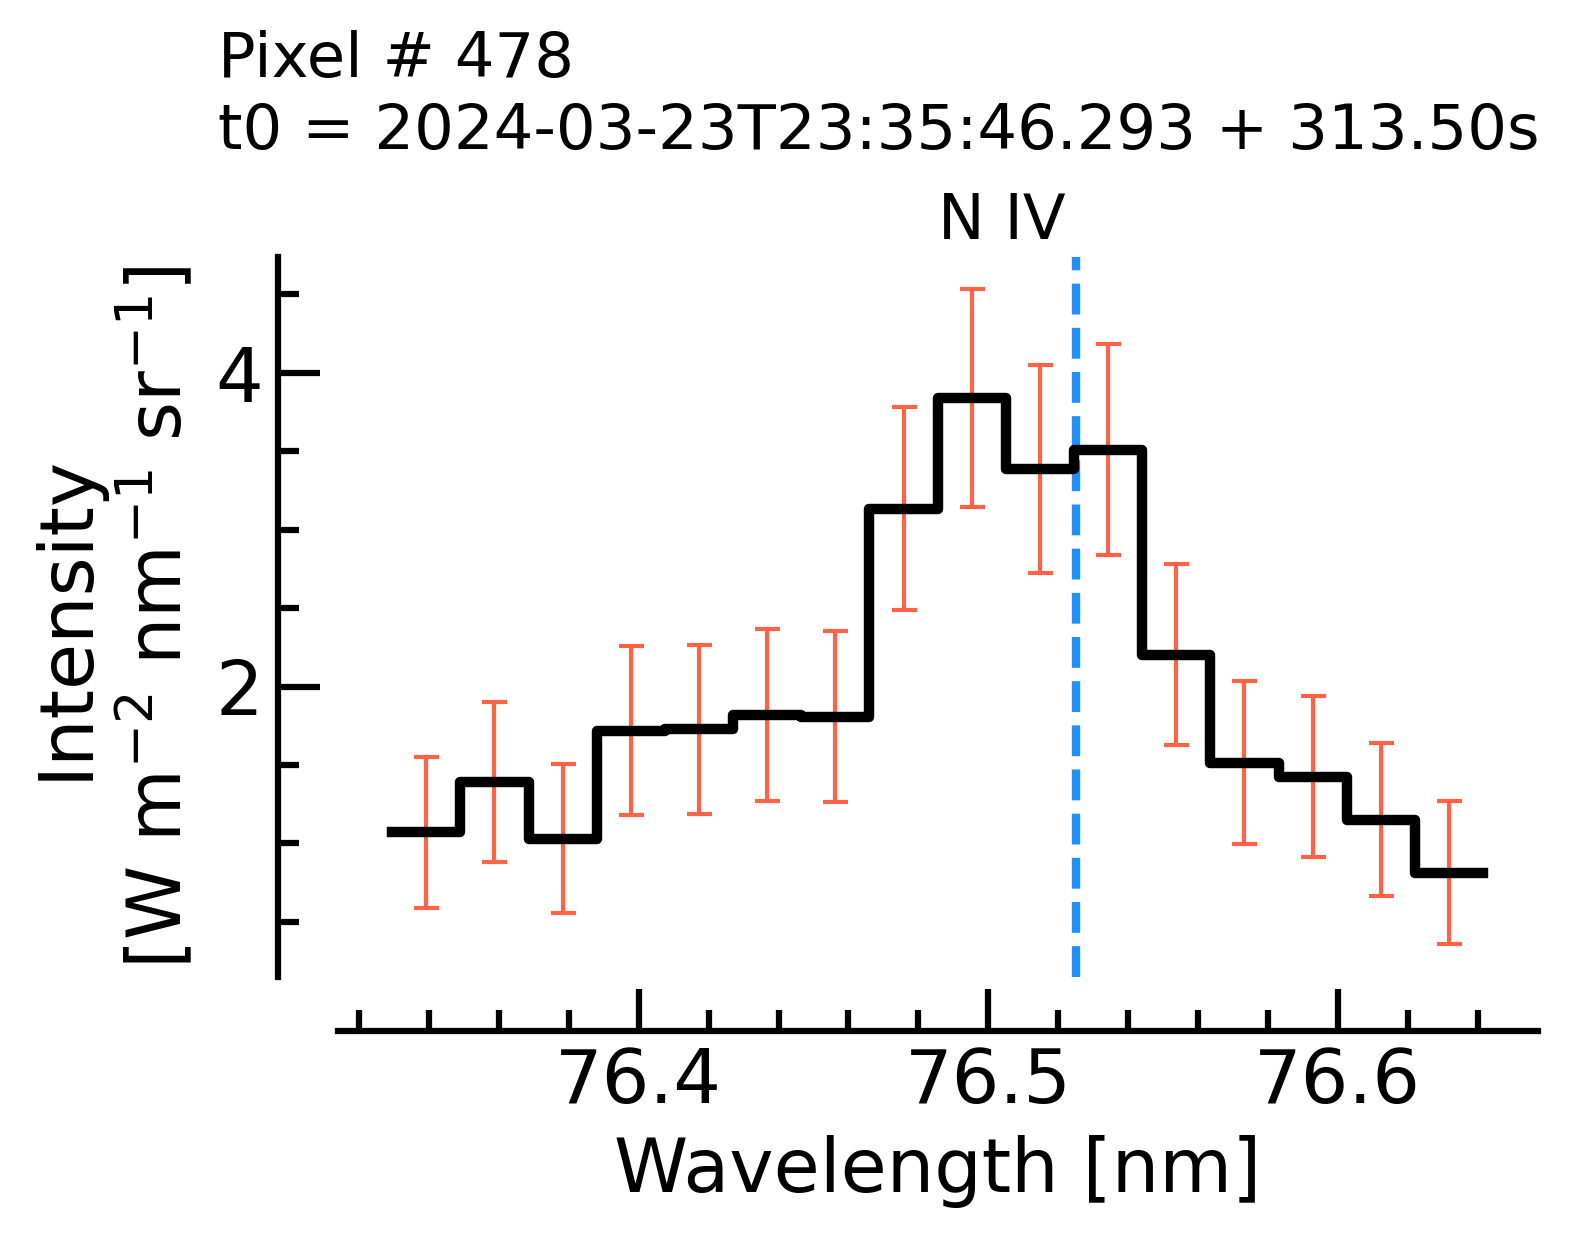 Pixel # 478
t0 = 2024-03-23T23:35:46.293 + 313.50s
N IV
Intensity
[W m⁻² nm⁻¹ sr⁻¹]
4
2
76.4 76.5 76.6
Wavelength [nm]